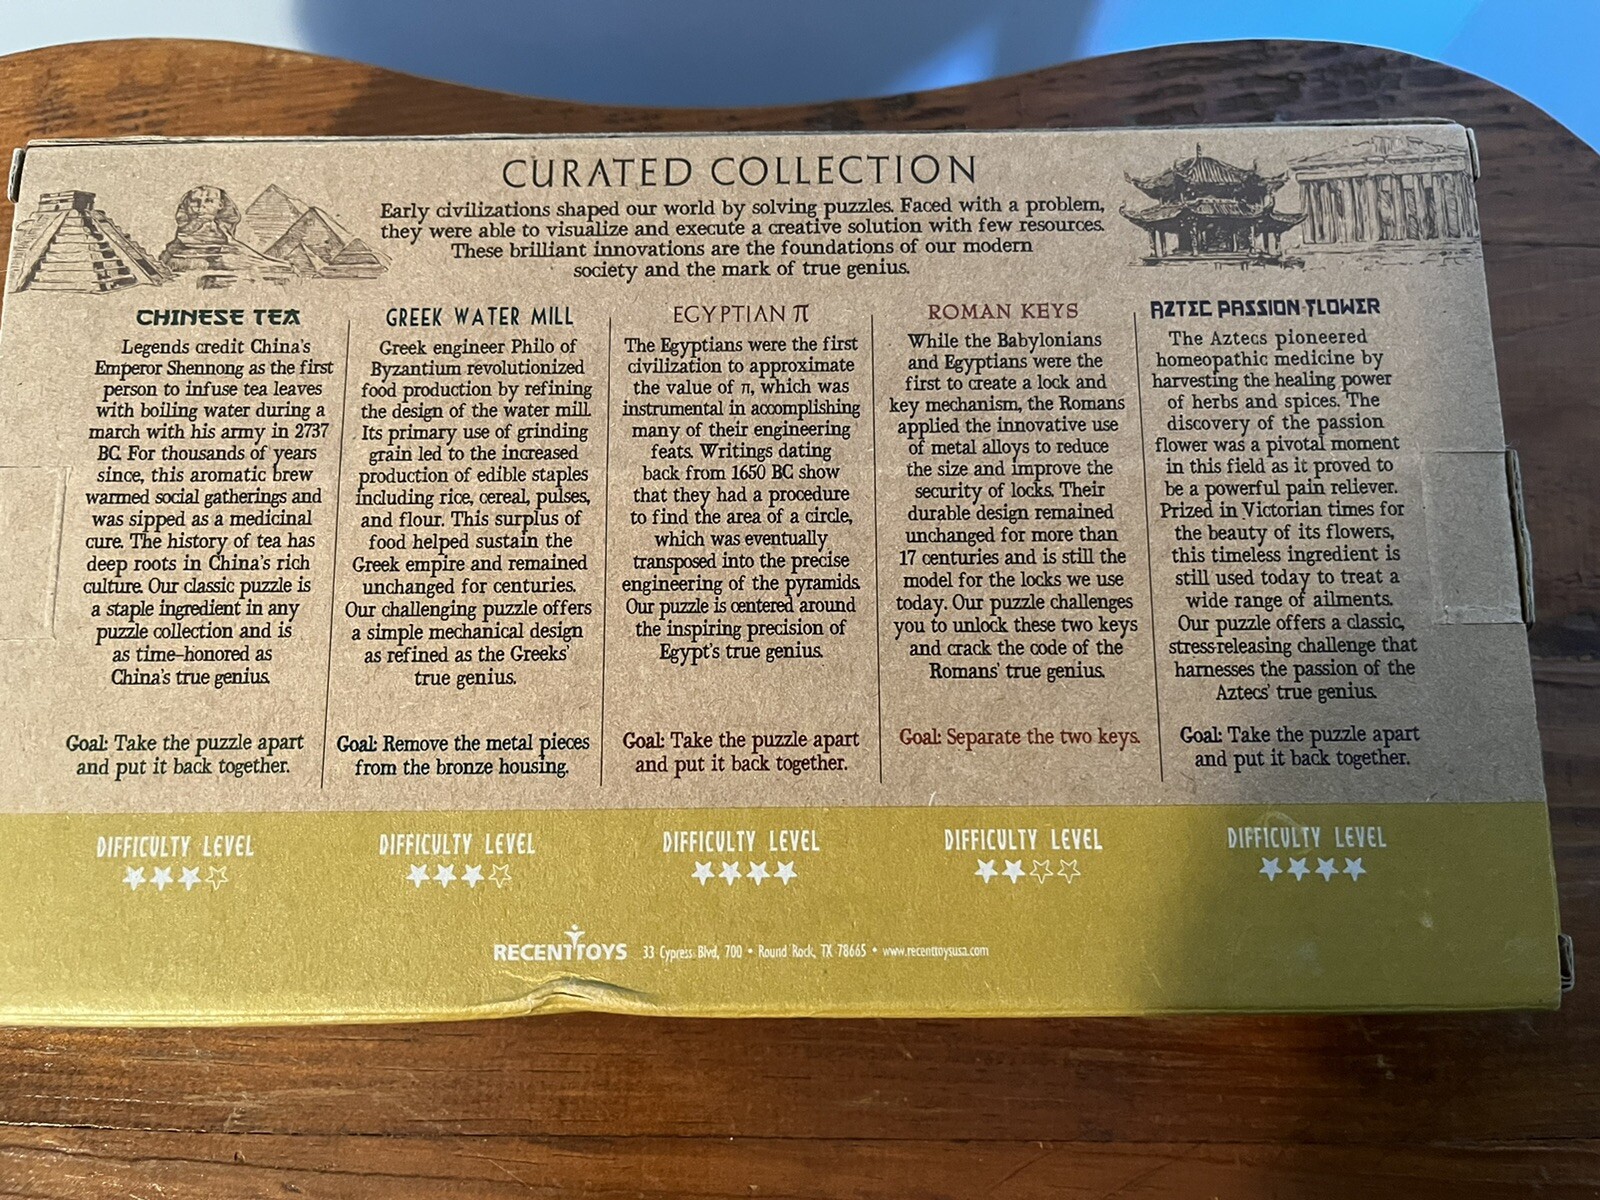 CURATED COLLECTION
Early civilizations shaped our world by solving puzzles. Faced with a problem,
they were able to visualize and execute a creative solution with few resources.
These brilliant innovations are the foundations of our modern
society and the mark of true genius.
CHINESE TEA
Legends credit China's
Emperor Shennong as the first
person to infuse tea leaves
with boiling water during a
march with his army in 2737
BC. For thousands of years
since, this aromatic brew
warmed social gatherings and
was sipped as a medicinal
cure. The history of tea has
deep roots in China's rich
culture. Our classic puzzle is
a staple ingredient in any
puzzle collection and is
as time-honored as
China's true genius.
Goal: Take the puzzle apart
and put it back together.
DIFFICULTY LEVEL
GREEK WATER MILL
Greek engineer Philo of
Byzantium revolutionized
food production by refining
the design of the water mill.
Its primary use of grinding
grain led to the increased
production of edible staples
including rice, cereal, pulses,
and flour. This surplus of
food helped sustain the
Greek empire and remained
unchanged for centuries.
Our challenging puzzle offers
a simple mechanical design
as refined as the Greeks'
true genius.
Goal: Remove the metal pieces
from the bronze housing.
DIFFICULTY LEVEL
EGYPTIAN π
The Egyptians were the first
civilization to approximate
the value of π, which was
instrumental in accomplishing
many of their engineering
feats. Writings dating
back from 1650 BC show
that they had a procedure
to find the area of a circle,
which was eventually
transposed into the precise
engineering of the pyramids.
Our puzzle is centered around
the inspiring precision of
Egypt's true genius.
Goal: Take the puzzle apart
and put it back together.
DIFFICULTY LEVEL
ROMAN KEYS
While the Babylonians
and Egyptians were the
first to create a lock and
key mechanism, the Romans
applied the innovative use
of metal alloys to reduce
the size and improve the
security of locks. Their
durable design remained
unchanged for more than
17 centuries and is still the
model for the locks we use
today. Our puzzle challenges
you to unlock these two keys
and crack the code of the
Romans' true genius.
Goal: Separate the two keys.
DIFFICULTY LEVEL
AZTEC PASSION FLOWER
The Aztecs pioneered
homeopathic medicine by
harvesting the healing power
of herbs and spices. The
discovery of the passion
flower was a pivotal moment
in this field as it proved to
be a powerful pain reliever.
Prized in Victorian times for
the beauty of its flowers,
this timeless ingredient is
still used today to treat a
wide range of ailments.
Our puzzle offers a classic,
stress-releasing challenge that
harnesses the passion of the
Aztecs' true genius.
Goal: Take the puzzle apart
and put it back together.
DIFFICULTY LEVEL
RECENTTOYS 33 Cypress Blvd, 700 • Round Rock, TX 78665 • www.recenttoysusa.com